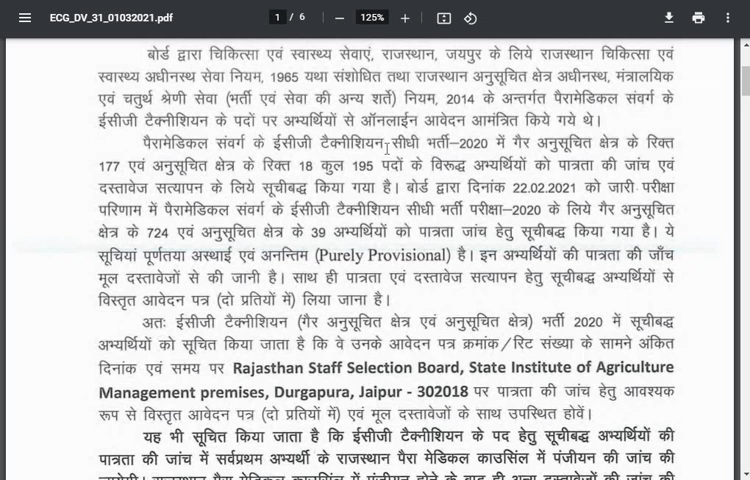 ECG_DV_31_01032021.pdf
1 / 6
125%
बोर्ड द्वारा चिकित्सा एवं स्वास्थ्य सेवाएं, राजस्थान, जयपुर के लिये राजस्थान चिकित्सा एवं
स्वास्थ्य अधीनस्थ सेवा नियम, 1965 यथा संशोधित तथा राजस्थान अनुसूचित क्षेत्र अधीनस्थ, मंत्रालयिक
एवं चतुर्थ श्रेणी सेवा (भर्ती एवं सेवा की अन्य शर्ते) नियम, 2014 के अन्तर्गत पैरामेडिकल संवर्ग के
ईसीजी टैक्नीशियन के पदों पर अभ्यर्थियों से ऑनलाईन आवेदन आमंत्रित किये गये थे।
पैरामेडिकल संवर्ग के ईसीजी टैक्नीशियन सीधी भर्ती–2020 में गैर अनुसूचित क्षेत्र के रिक्त
177 एवं अनुसूचित क्षेत्र के रिक्त 18 कुल 195 पदों के विरूद्ध अभ्यर्थियों को पात्रता की जांच एवं
दस्तावेज सत्यापन के लिये सूचीबद्ध किया गया है। बोर्ड द्वारा दिनांक 22.02.2021 को जारी परीक्षा
परिणाम में पैरामेडिकल संवर्ग के ईसीजी टैक्नीशियन सीधी भर्ती परीक्षा–2020 के लिये गैर अनुसूचित
क्षेत्र के 724 एवं अनुसूचित क्षेत्र के 39 अभ्यर्थियों को पात्रता जांच हेतु सूचीबद्ध किया गया है। ये
सूचियां पूर्णतया अस्थाई एवं अनन्तिम (Purely Provisional) है। इन अभ्यर्थियों की पात्रता की जाँच
मूल दस्तावेजों से की जानी है। साथ ही पात्रता एवं दस्तावेज सत्यापन हेतु सूचीबद्ध अभ्यर्थियों से
विस्तृत आवेदन पत्र (दो प्रतियों में) लिया जाना है।
अतः ईसीजी टैक्नीशियन (गैर अनुसूचित क्षेत्र एवं अनुसूचित क्षेत्र) भर्ती 2020 में सूचीबद्ध
अभ्यर्थियों को सूचित किया जाता है कि वे उनके आवेदन पत्र क्रमांक/रिट संख्या के सामने अंकित
दिनांक एवं समय पर Rajasthan Staff Selection Board, State Institute of Agriculture
Management premises, Durgapura, Jaipur - 302018 पर पात्रता की जांच हेतु आवश्यक
रूप से विस्तृत आवेदन पत्र (दो प्रतियों में) एवं मूल दस्तावेजों के साथ उपस्थित होवें।
यह भी सूचित किया जाता है कि ईसीजी टैक्नीशियन के पद हेतु सूचीबद्ध अभ्यर्थियों की
पात्रता की जांच में सर्वप्रथम अभ्यर्थी के राजस्थान पैरा मेडिकल काउसिंल में पंजीयन की जांच की
जायेगी। राजस्थान पैरा मेडिकल काउसिंल में पंजीयन होने के बाद ही अन्य दस्तावेजों की जांच की